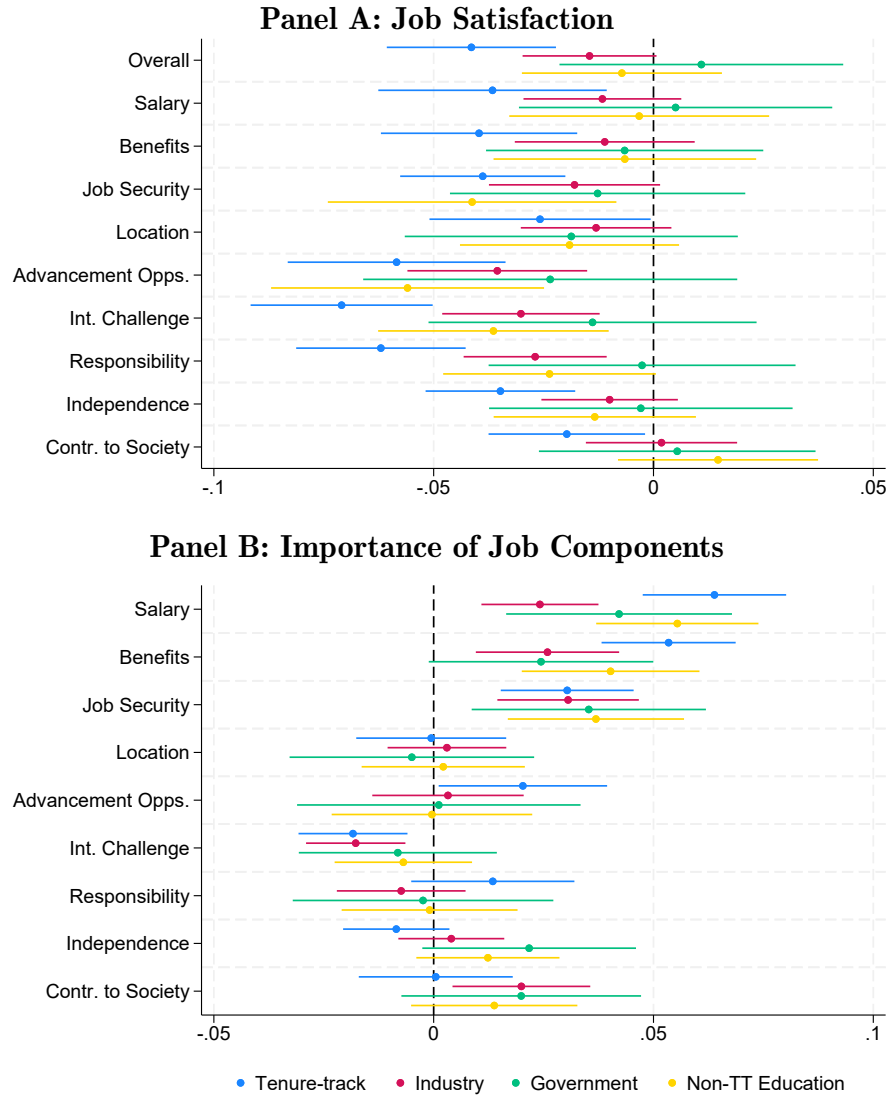 Panel A: Job Satisfaction
Overall
Salary
Benefits
Job Security
Location
Advancement Opps.
Int. Challenge
Responsibility
Independence
Contr. to Society
-.1 -.05 0 .05
Panel B: Importance of Job Components
Salary
Benefits
Job Security
Location
Advancement Opps.
Int. Challenge
Responsibility
Independence
Contr. to Society
-.05 0 .05 .1
Tenure-track Industry Government Non-TT Education